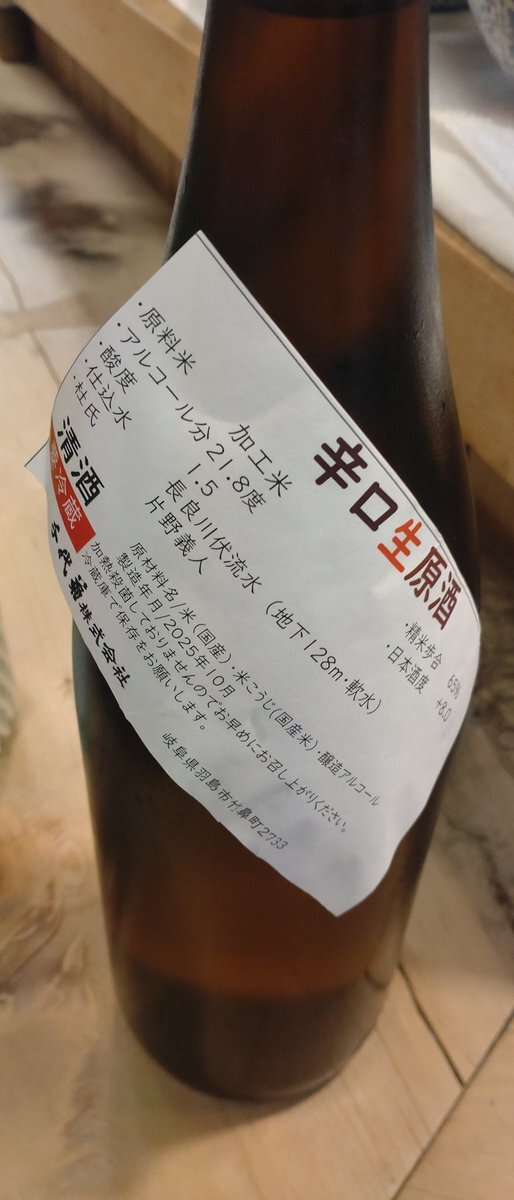 辛口生原酒
・原料米 加工米 ・精米歩合 65%
・アルコール分 21.8度 ・日本酒度 +8.0
・酸度 1.5
・仕込水 長良川伏流水(地下128m・軟水)
・杜氏 片野義人
清酒
要冷蔵
原材料名/米(国産)・米こうじ(国産米)・醸造アルコール
製造年月/2025年10月
加熱殺菌しておりませんのでお早めにお召し上がりください。
冷蔵庫で保存をお願いします。
千代菊株式会社
岐阜県羽島市竹鼻町2733